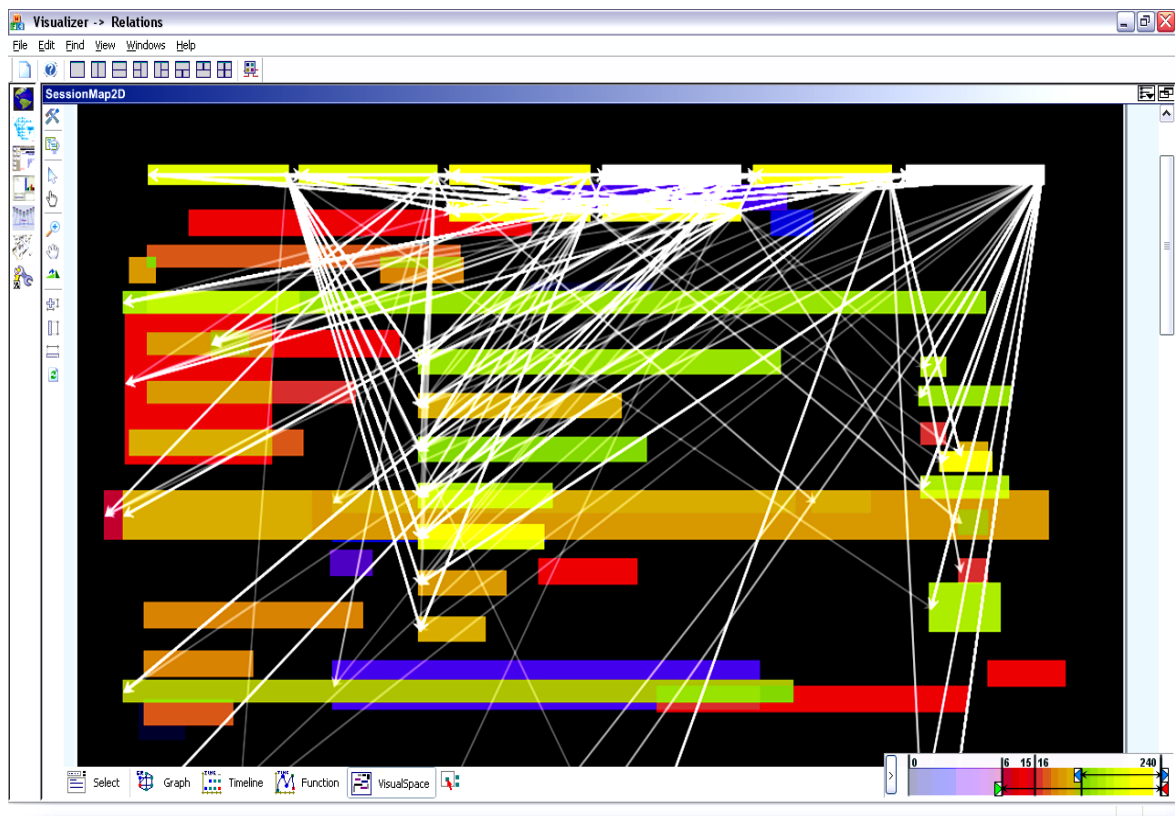 Visualizer -> Relations
File Edit Find View Windows Help
SessionMap2D
Select Graph Timeline Function VisualSpace
0 6 15 16 240